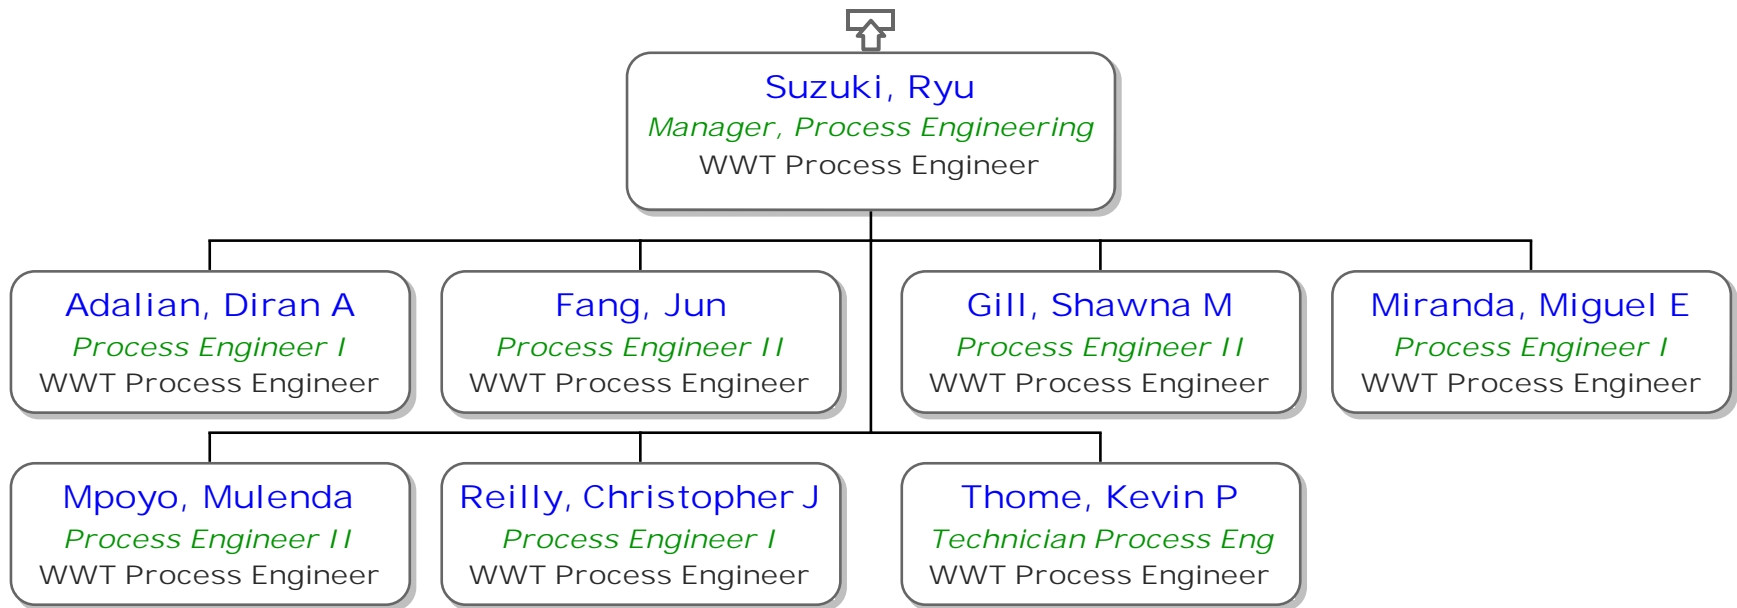 Suzuki, Ryu
Manager, Process Engineering
WWT Process Engineer
Adalian, Diran A
Process Engineer I
WWT Process Engineer
Fang, Jun
Process Engineer II
WWT Process Engineer
Gill, Shawna M
Process Engineer II
WWT Process Engineer
Miranda, Miguel E
Process Engineer I
WWT Process Engineer
Mpoyo, Mulenda
Process Engineer II
WWT Process Engineer
Reilly, Christopher J
Process Engineer I
WWT Process Engineer
Thome, Kevin P
Technician Process Eng
WWT Process Engineer